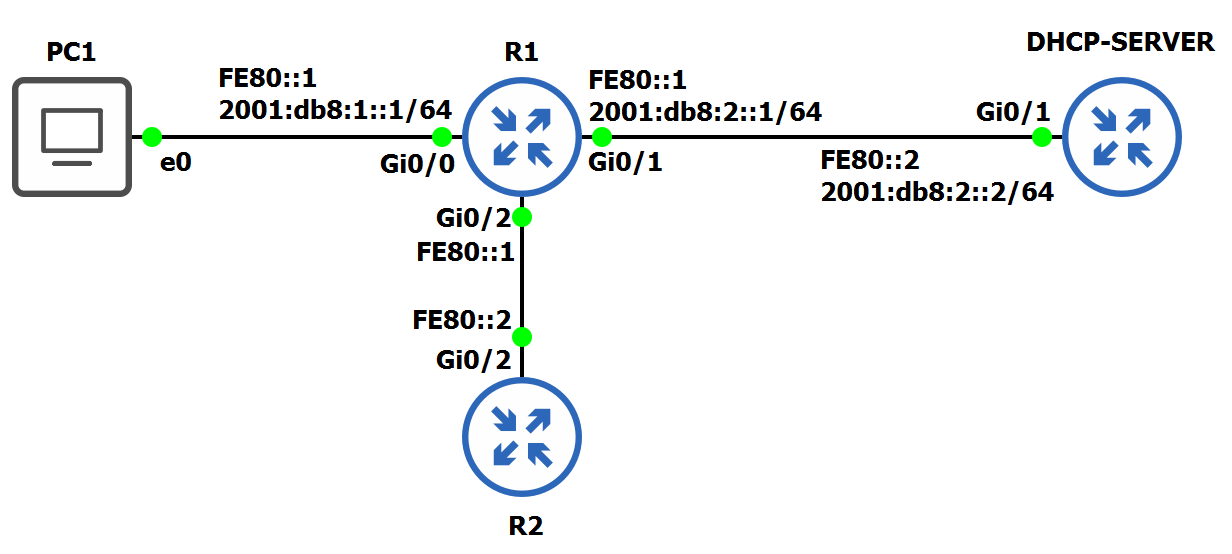 PC1
R1
DHCP-SERVER
FE80::1
2001:db8:1::1/64
FE80::1
2001:db8:2::1/64
Gi0/1
e0
Gi0/0
Gi0/1
FE80::2
2001:db8:2::2/64
Gi0/2
FE80::1
FE80::2
Gi0/2
R2